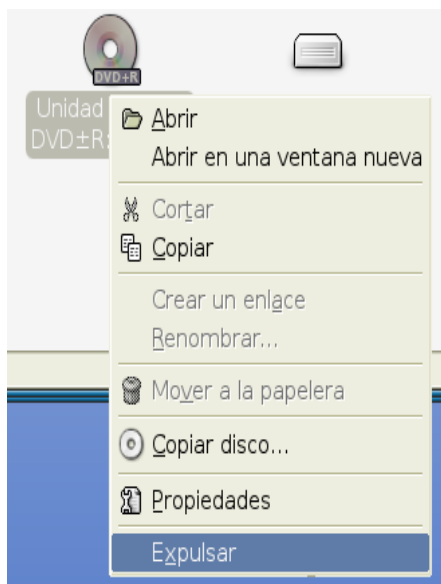 DVD+R
Unidad
DVD±R:
Abrir
Abrir en una ventana nueva
Cortar
Copiar
Crear un enlace
Renombrar...
Mover a la papelera
Copiar disco...
Propiedades
Expulsar